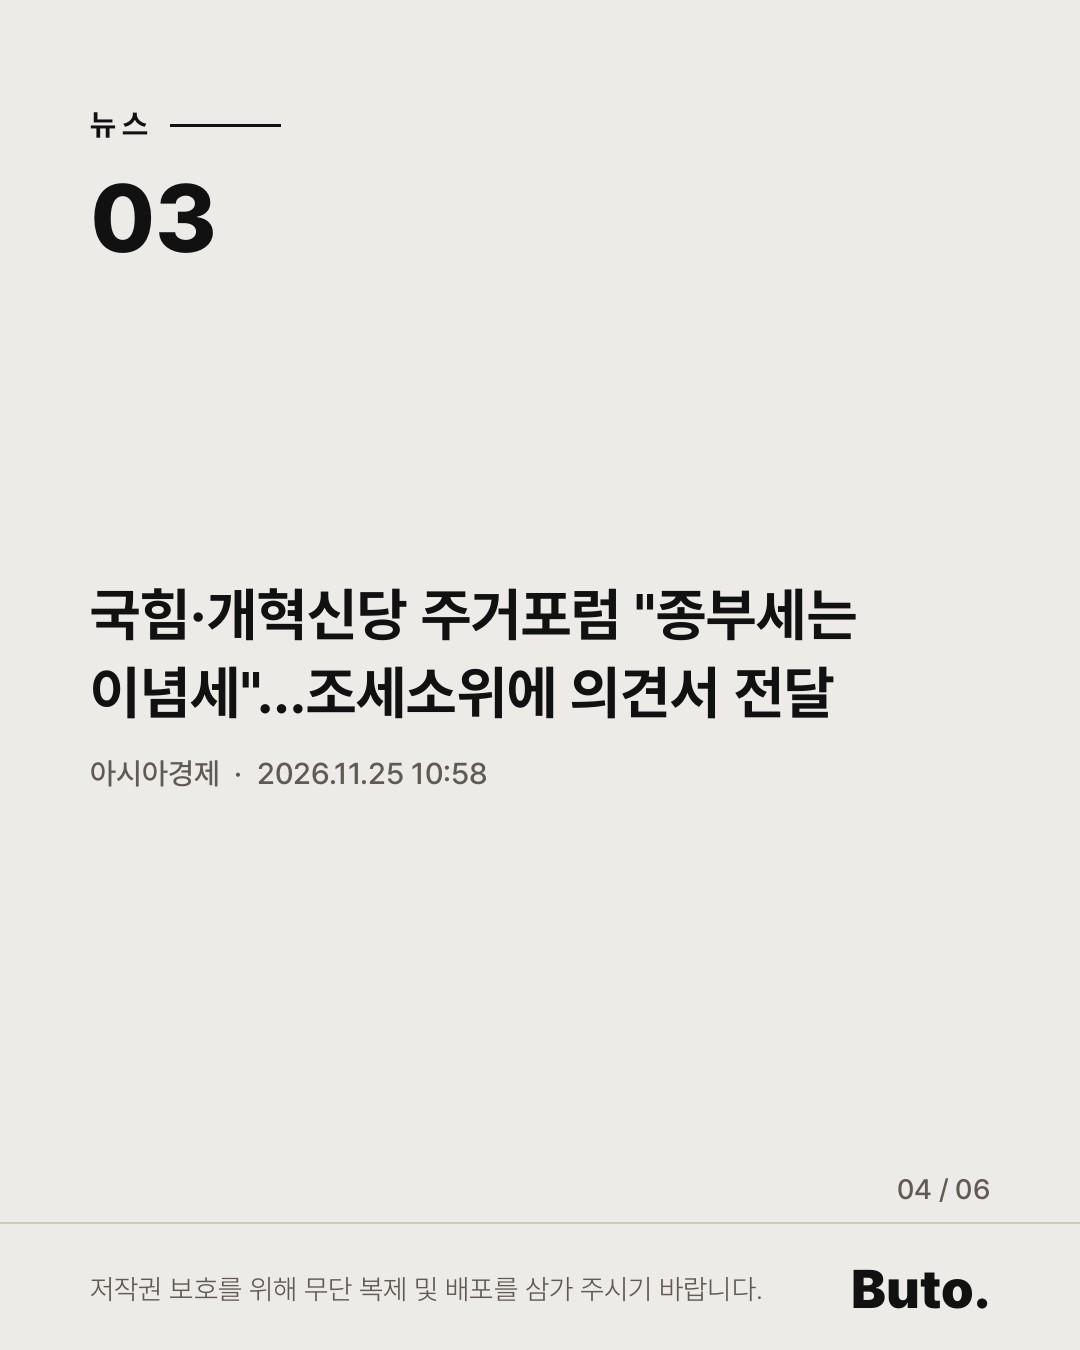 뉴스
03
국힘·개혁신당 주거포럼 "종부세는
이념세"...조세소위에 의견서 전달
아시아경제 · 2026.11.25 10:58
04 / 06
저작권 보호를 위해 무단 복제 및 배포를 삼가 주시기 바랍니다.
Buto.